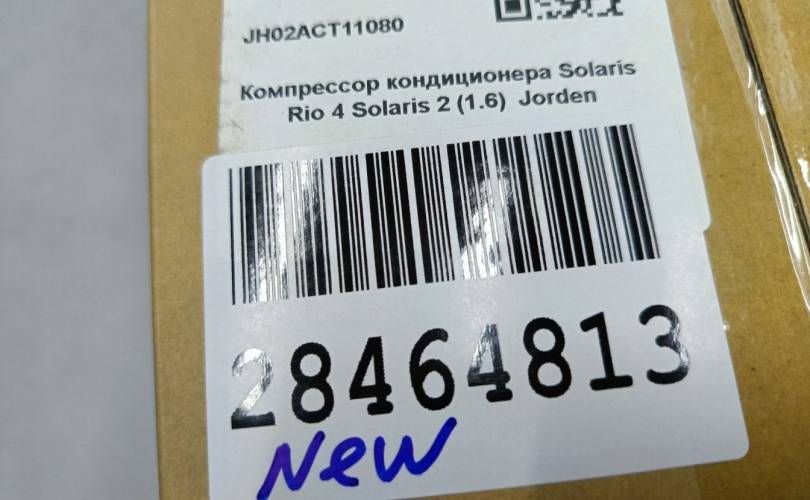 JH02ACT11080
Компрессор кондиционера Solaris
Rio 4 Solaris 2 (1.6) Jorden
28464813
New